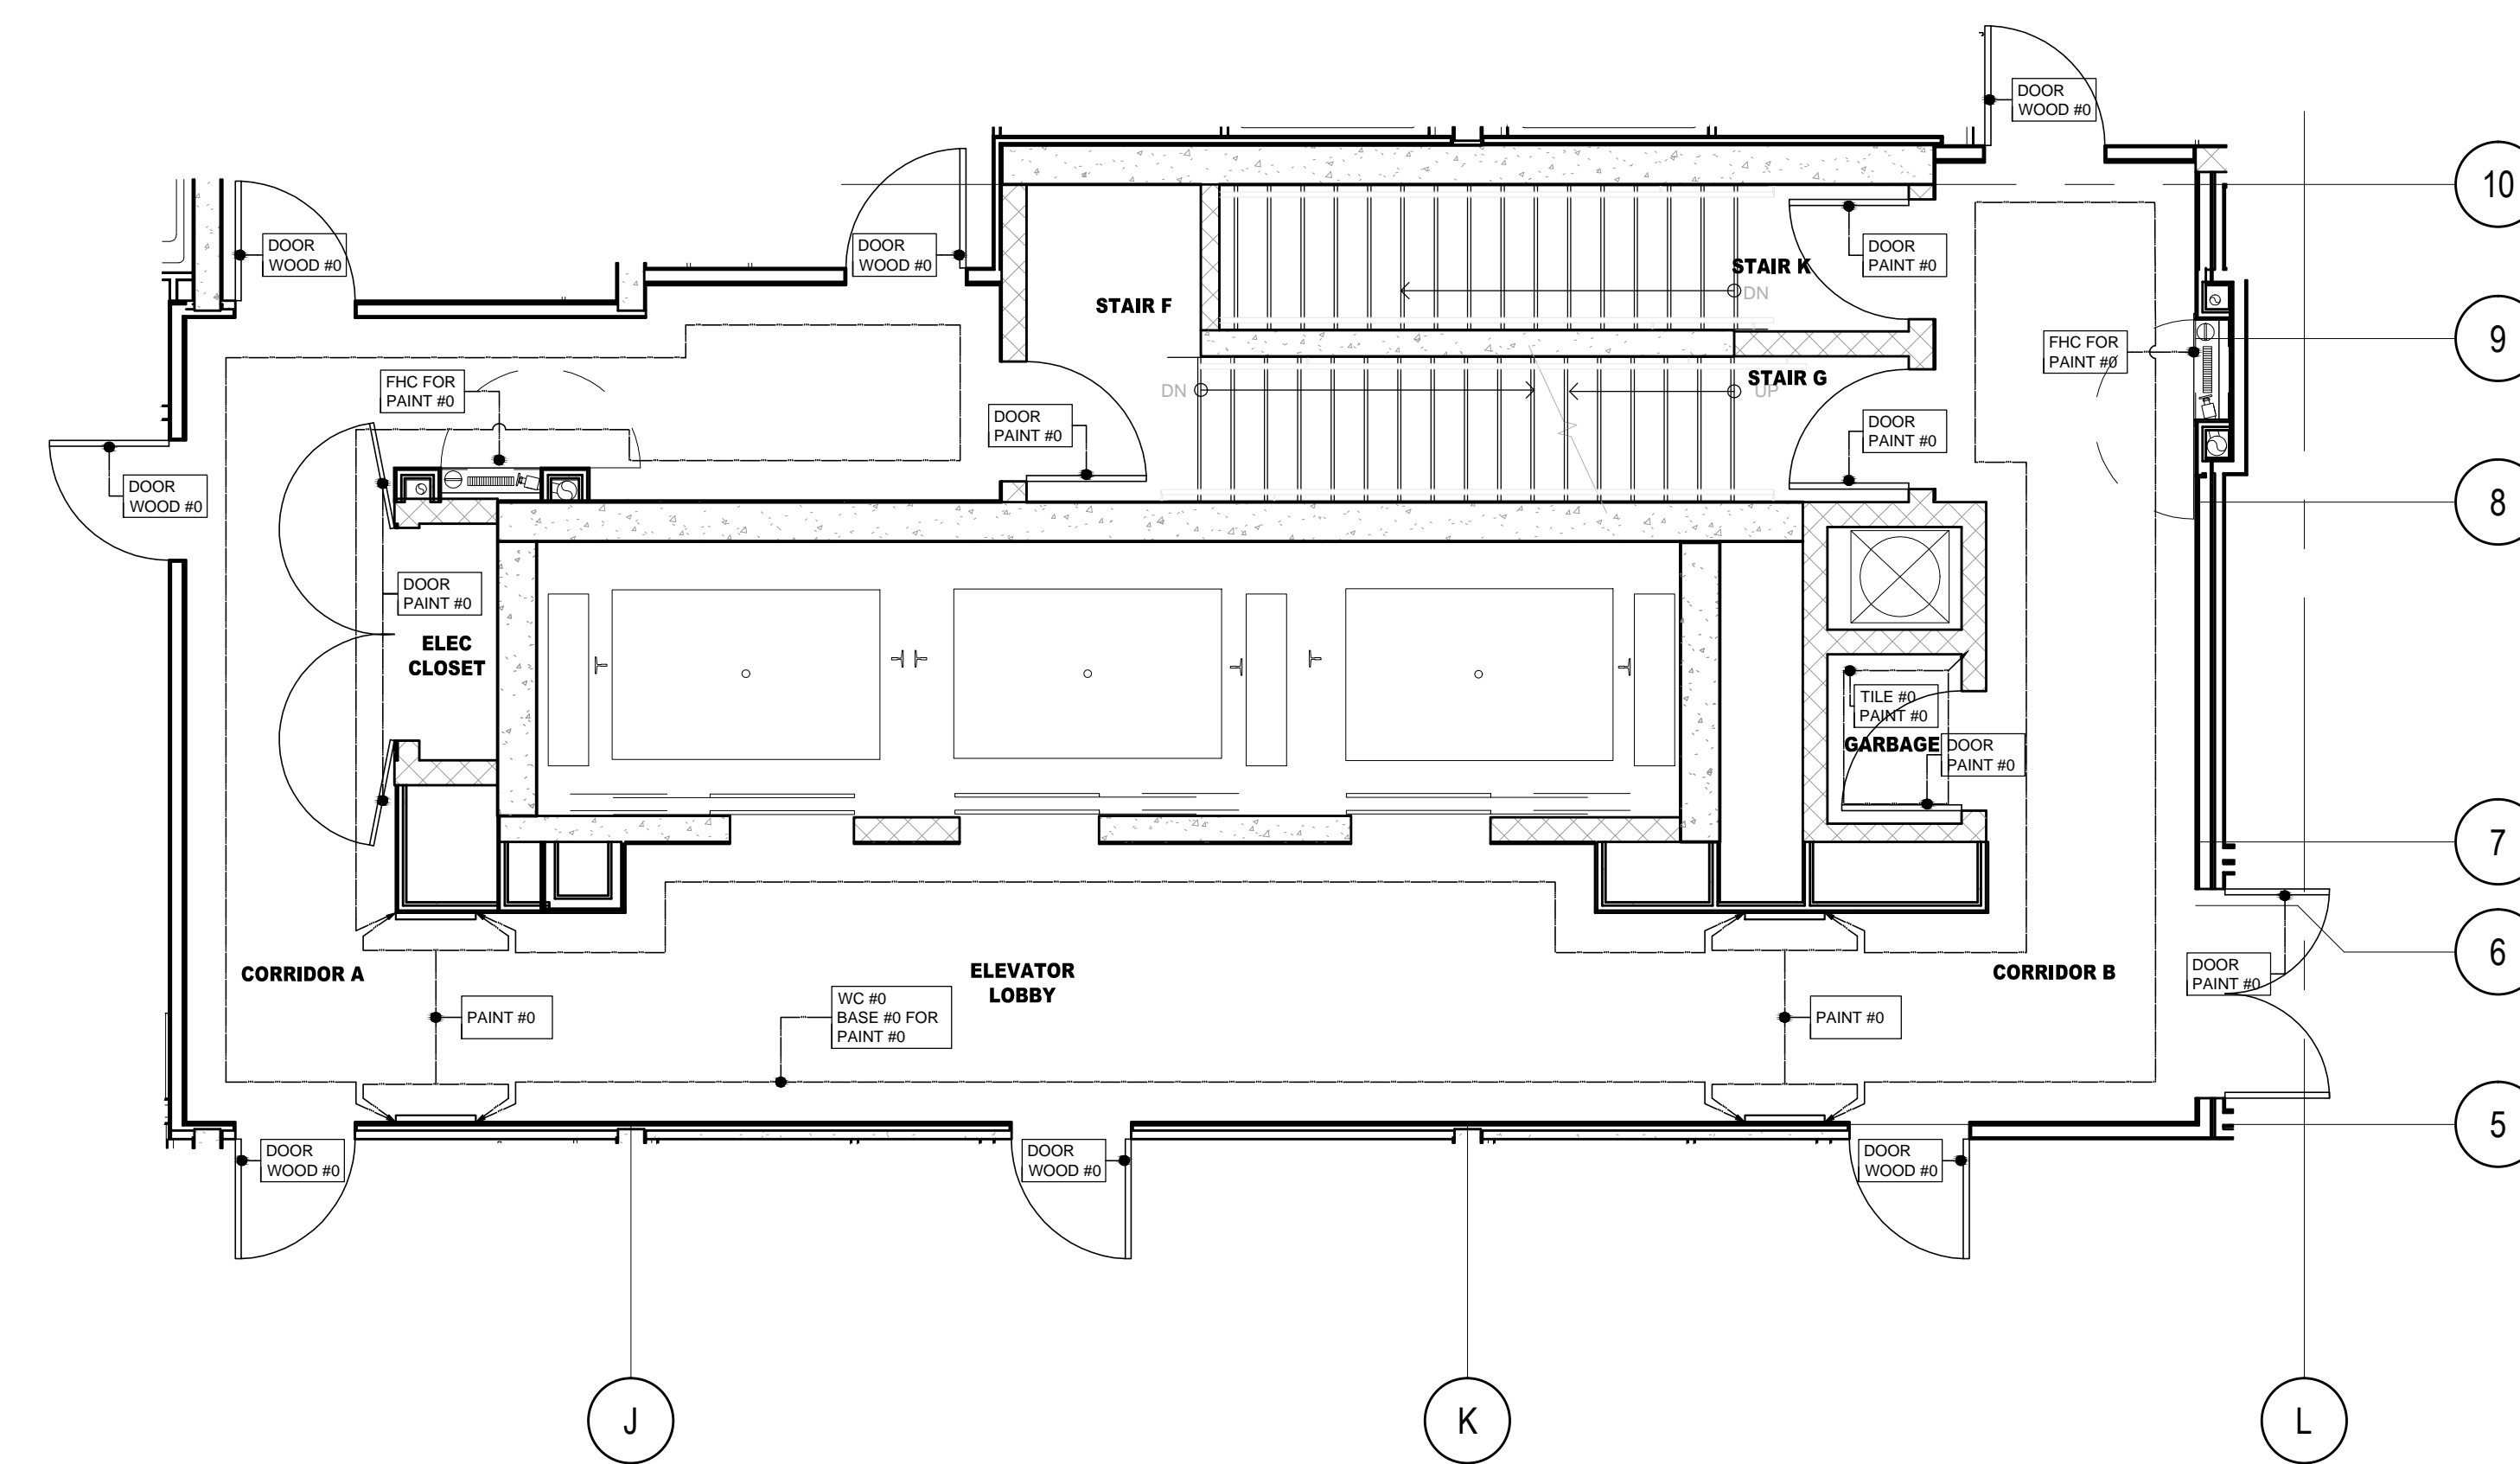 DOOR
WOOD #0
10
DOOR
WOOD #0
DOOR
WOOD #0
DOOR
PAINT #0
STAIR K
DN
STAIR F
9
FHC FOR
PAINT #0
STAIR G
DN
UP
FHC FOR
PAINT #0
DOOR
PAINT #0
DOOR
PAINT #0
DOOR
WOOD #0
8
DOOR
PAINT #0
ELEC
CLOSET
TILE #0
PAINT #0
GARBAGE
DOOR
PAINT #0
7
6
CORRIDOR A
ELEVATOR
LOBBY
CORRIDOR B
DOOR
PAINT #0
PAINT #0
WC #0
BASE #0 FOR
PAINT #0
PAINT #0
5
DOOR
WOOD #0
DOOR
WOOD #0
DOOR
WOOD #0
J
K
L